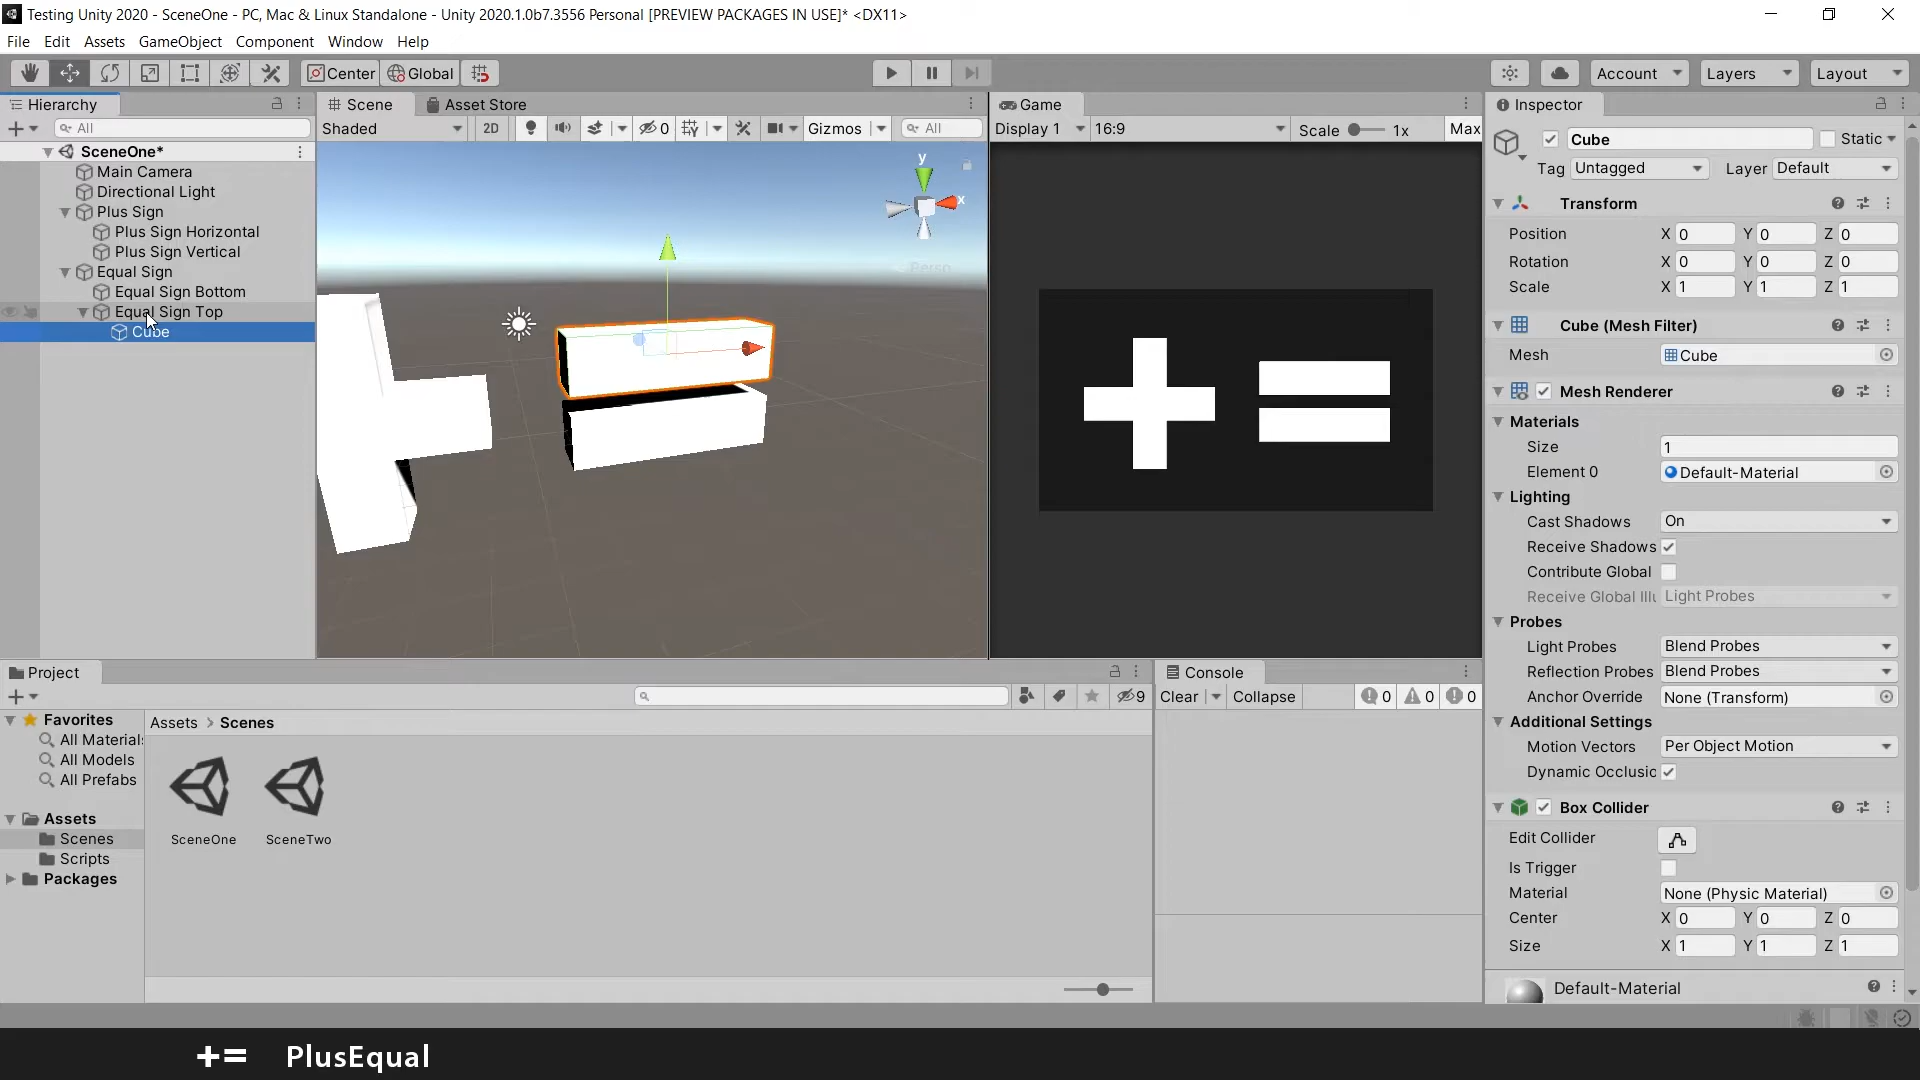 Testing Unity 2020 - SceneOne - PC, Mac & Linux Standalone - Unity 2020.1.0b7.3556 Personal [PREVIEW PACKAGES IN USE]* <DX11>
File Edit Assets GameObject Component Window Help
Center Global Account Layers Layout
Hierarchy
All
SceneOne*
Main Camera
Directional Light
Plus Sign
Plus Sign Horizontal
Plus Sign Vertical
Equal Sign
Equal Sign Bottom
Equal Sign Top
Cube
Scene Asset Store
Shaded 2D 0 Gizmos All
y
x
Persp
Game
Display 1 16:9 Scale 1x Max
Inspector
Cube Static
Tag Untagged Layer Default
Transform
Position X 0 Y 0 Z 0
Rotation X 0 Y 0 Z 0
Scale X 1 Y 1 Z 1
Cube (Mesh Filter)
Mesh Cube
Mesh Renderer
Materials
Size 1
Element 0 Default-Material
Lighting
Cast Shadows On
Receive Shadows
Contribute Global
Receive Global Illu Light Probes
Probes
Light Probes Blend Probes
Reflection Probes Blend Probes
Anchor Override None (Transform)
Additional Settings
Motion Vectors Per Object Motion
Dynamic Occlusic
Box Collider
Edit Collider
Is Trigger
Material None (Physic Material)
Center X 0 Y 0 Z 0
Size X 1 Y 1 Z 1
Default-Material
Project
9
Favorites
All Materials
All Models
All Prefabs
Assets
Scenes
Scripts
Packages
Assets > Scenes
SceneOne SceneTwo
Console
Clear Collapse 0 0 0
+= PlusEqual